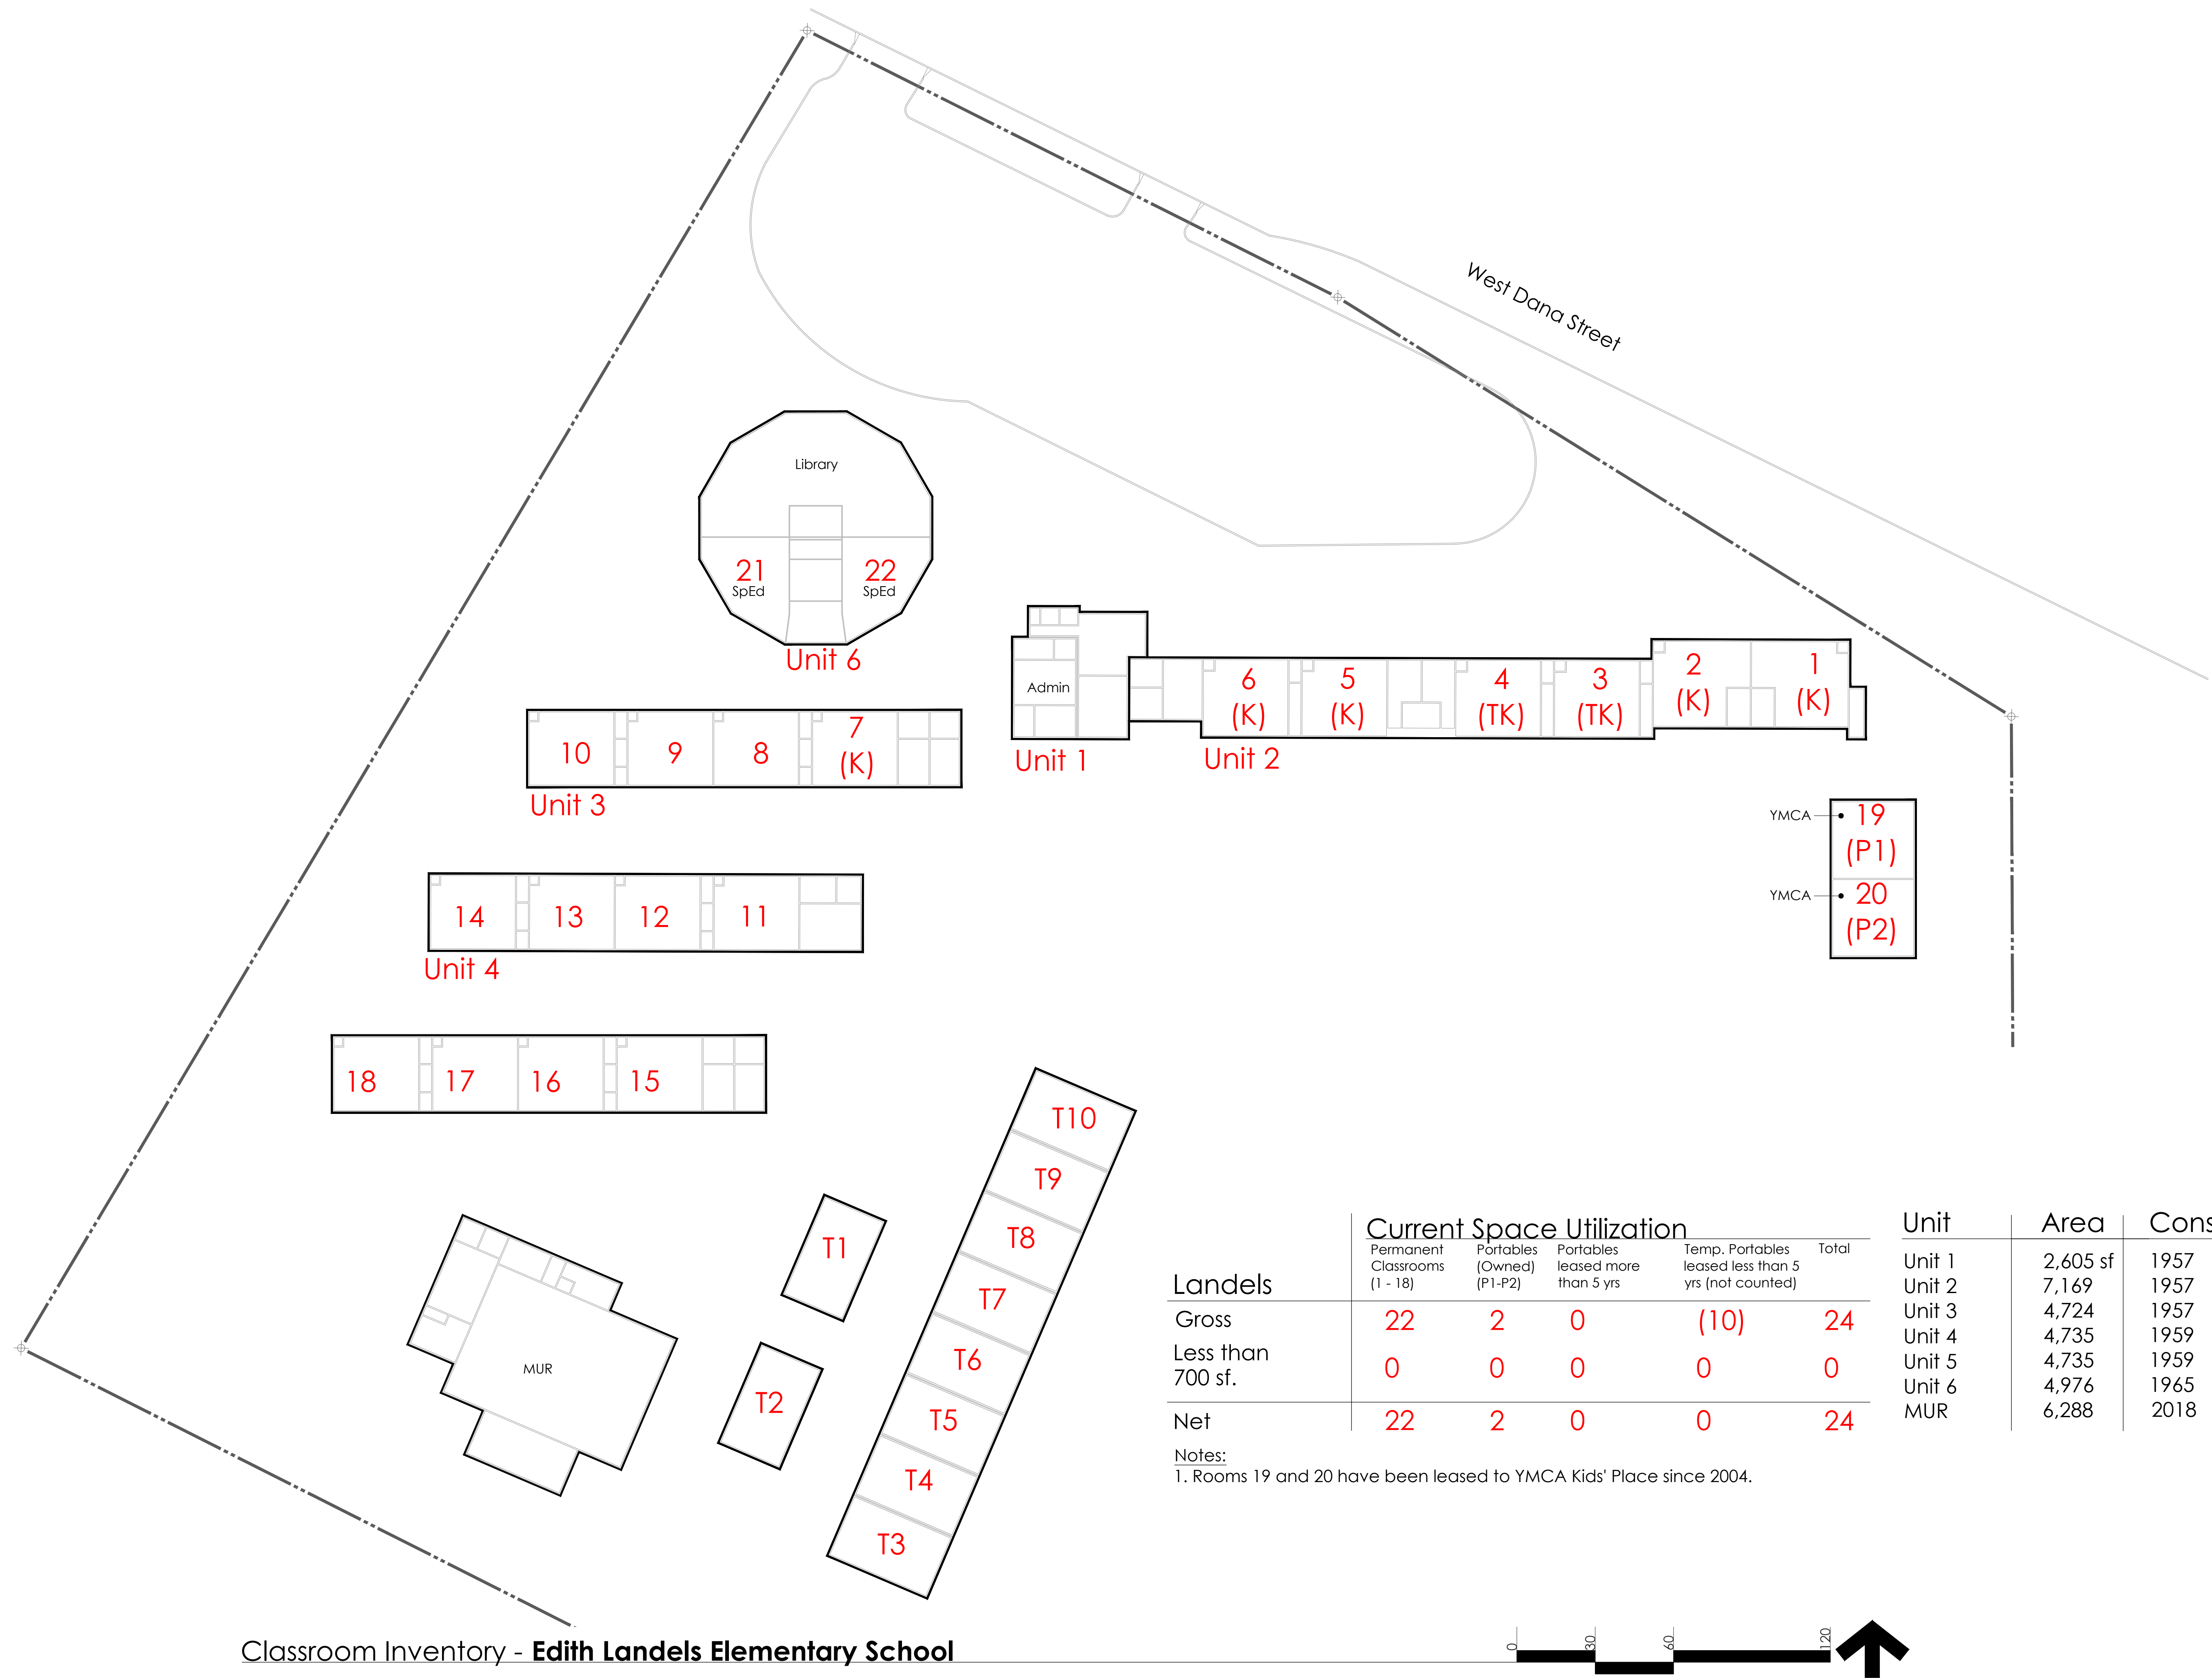 West Dana Street
Library
21
SpEd
22
SpEd
Unit 6
Admin
6
(K)
5
(K)
4
(TK)
3
(TK)
2
(K)
1
(K)
Unit 1
Unit 2
10
9
8
7
(K)
Unit 3
YMCA
19
(P1)
YMCA
20
(P2)
14
13
12
11
Unit 4
18
17
16
15
T10
T9
T8
T7
T6
T5
T4
T3
T1
T2
MUR
Current Space Utilization
Landels
Permanent
Classrooms
(1 - 18)
Portables
(Owned)
(P1-P2)
Portables
leased more
than 5 yrs
Temp. Portables
leased less than 5
yrs (not counted)
Total
Gross 22 2 0 (10) 24
Less than
700 sf. 0 0 0 0 0
Net 22 2 0 0 24
Notes:
1. Rooms 19 and 20 have been leased to YMCA Kids' Place since 2004.
Unit Area Cons
Unit 1 2,605 sf 1957
Unit 2 7,169 1957
Unit 3 4,724 1957
Unit 4 4,735 1959
Unit 5 4,735 1959
Unit 6 4,976 1965
MUR 6,288 2018
Classroom Inventory - Edith Landels Elementary School
0 30 60 120